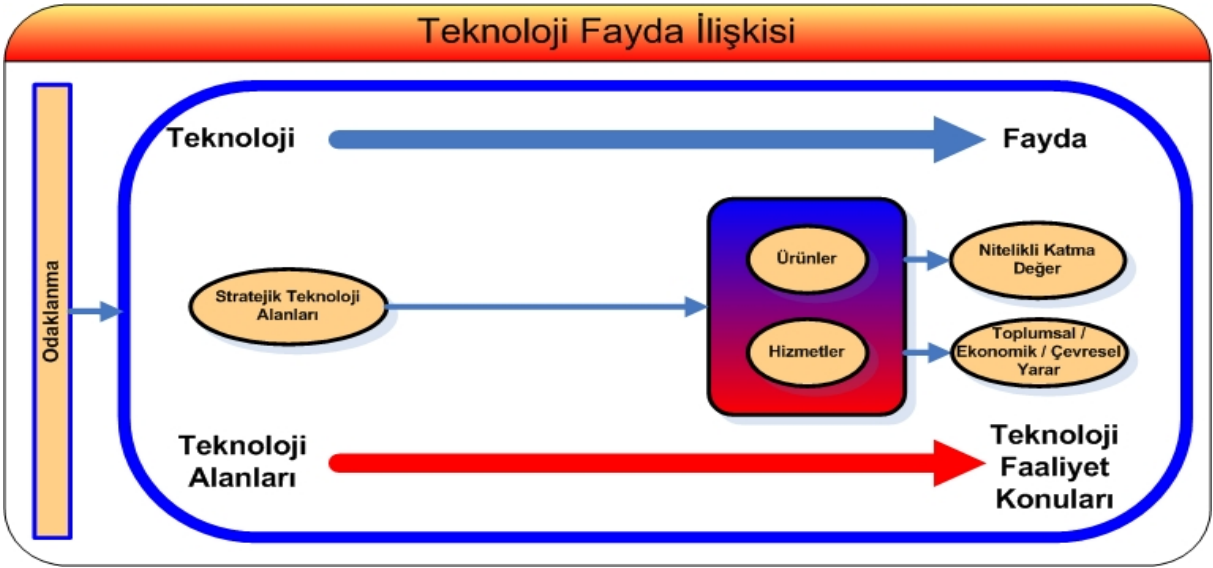 Teknoloji Fayda İlişkisi
Odaklanma
Teknoloji
Fayda
Stratejik Teknoloji
Alanları
Ürünler
Hizmetler
Nitelikli Katma
Değer
Toplumsal /
Ekonomik / Çevresel
Yarar
Teknoloji
Alanları
Teknoloji
Faaliyet
Konuları